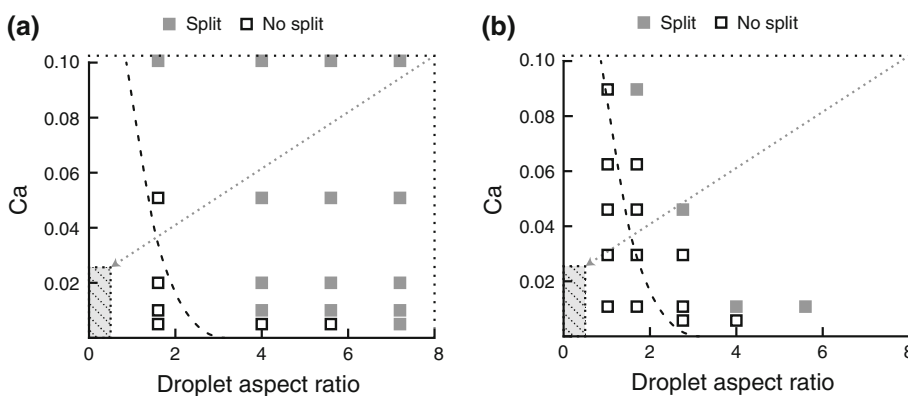 (a)
Split No split
Ca
0.10
0.08
0.06
0.04
0.02
0 2 4 6 8
Droplet aspect ratio
(b)
Split No split
Ca
0.10
0.08
0.06
0.04
0.02
0 2 4 6 8
Droplet aspect ratio